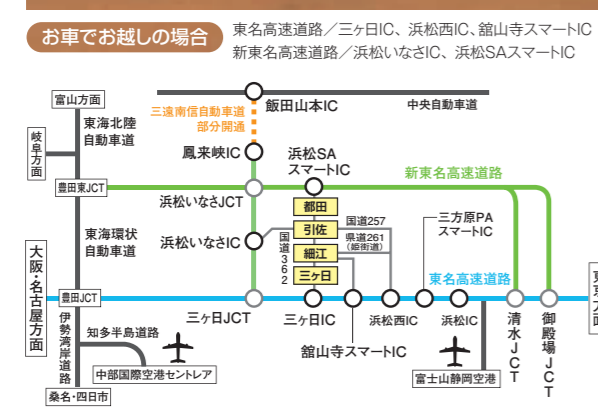 お車でお越しの場合
東名高速道路／三ヶ日IC、浜松西IC、舘山寺スマートIC
新東名高速道路／浜松いなさIC、浜松SAスマートIC
富山方面
東海北陸
自動車道
岐阜方面
三遠南信自動車道
部分開通
飯田山本IC
中央自動車道
鳳来峡IC
浜松SA
スマートIC
新東名高速道路
豊田東JCT
浜松いなさJCT
都田
引佐
細江
三ヶ日
国道257
県道261
(姫街道)
国道362
三方原PA
スマートIC
東海環状
自動車道
浜松いなさIC
大阪・名古屋方面
東名高速道路
豊田JCT
三ヶ日JCT
三ヶ日IC
浜松西IC
浜松IC
清水JCT
御殿場JCT
伊勢湾岸道路
知多半島道路
舘山寺スマートIC
中部国際空港セントレア
富士山静岡空港
桑名・四日市